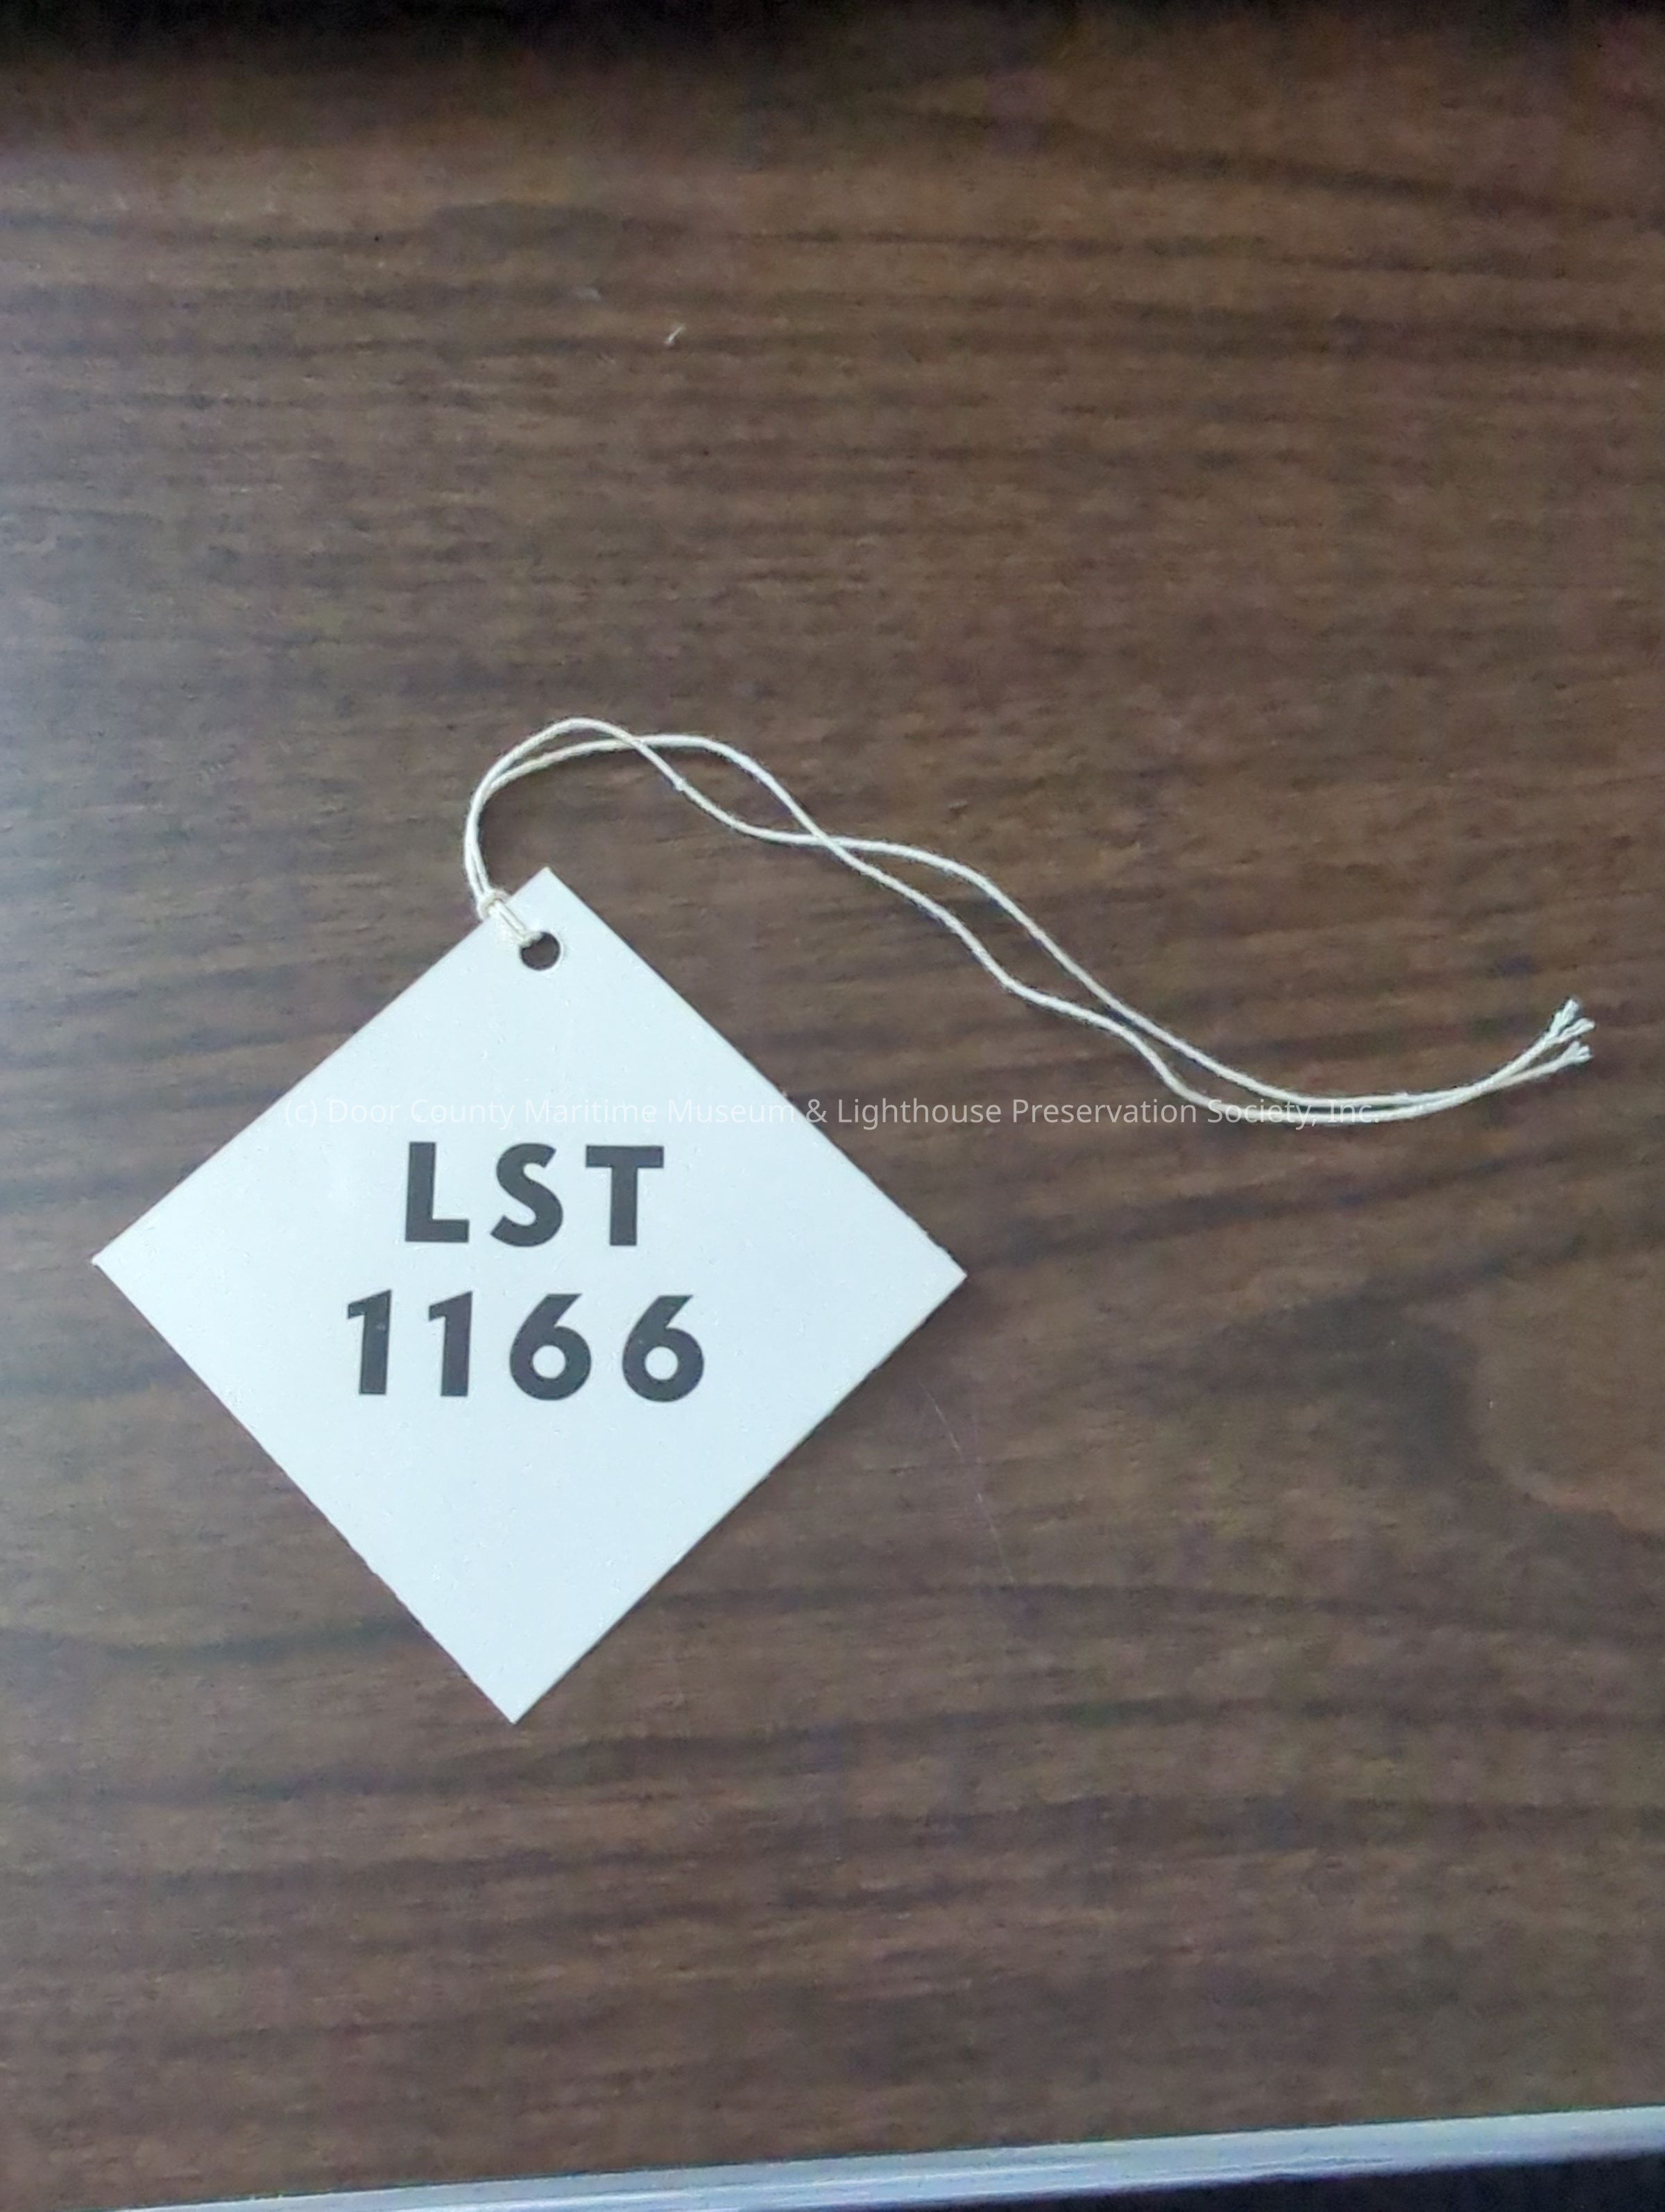 (c) Door County Maritime Museum & Lighthouse Preservation Society, Inc.
LST
1166